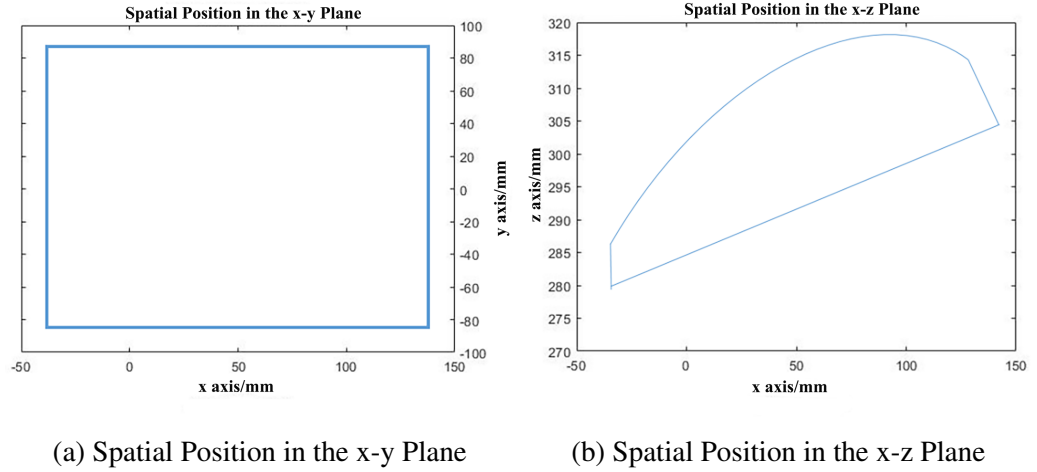 Spatial Position in the x-y Plane
100
80
60
40
20
0
-20
-40
-60
-80
-100
y axis/mm
-50 0 50 100 150
x axis/mm
Spatial Position in the x-z Plane
320
315
310
305
300
295
290
285
280
275
270
z axis/mm
-50 0 50 100 150
x axis/mm
(a) Spatial Position in the x-y Plane
(b) Spatial Position in the x-z Plane